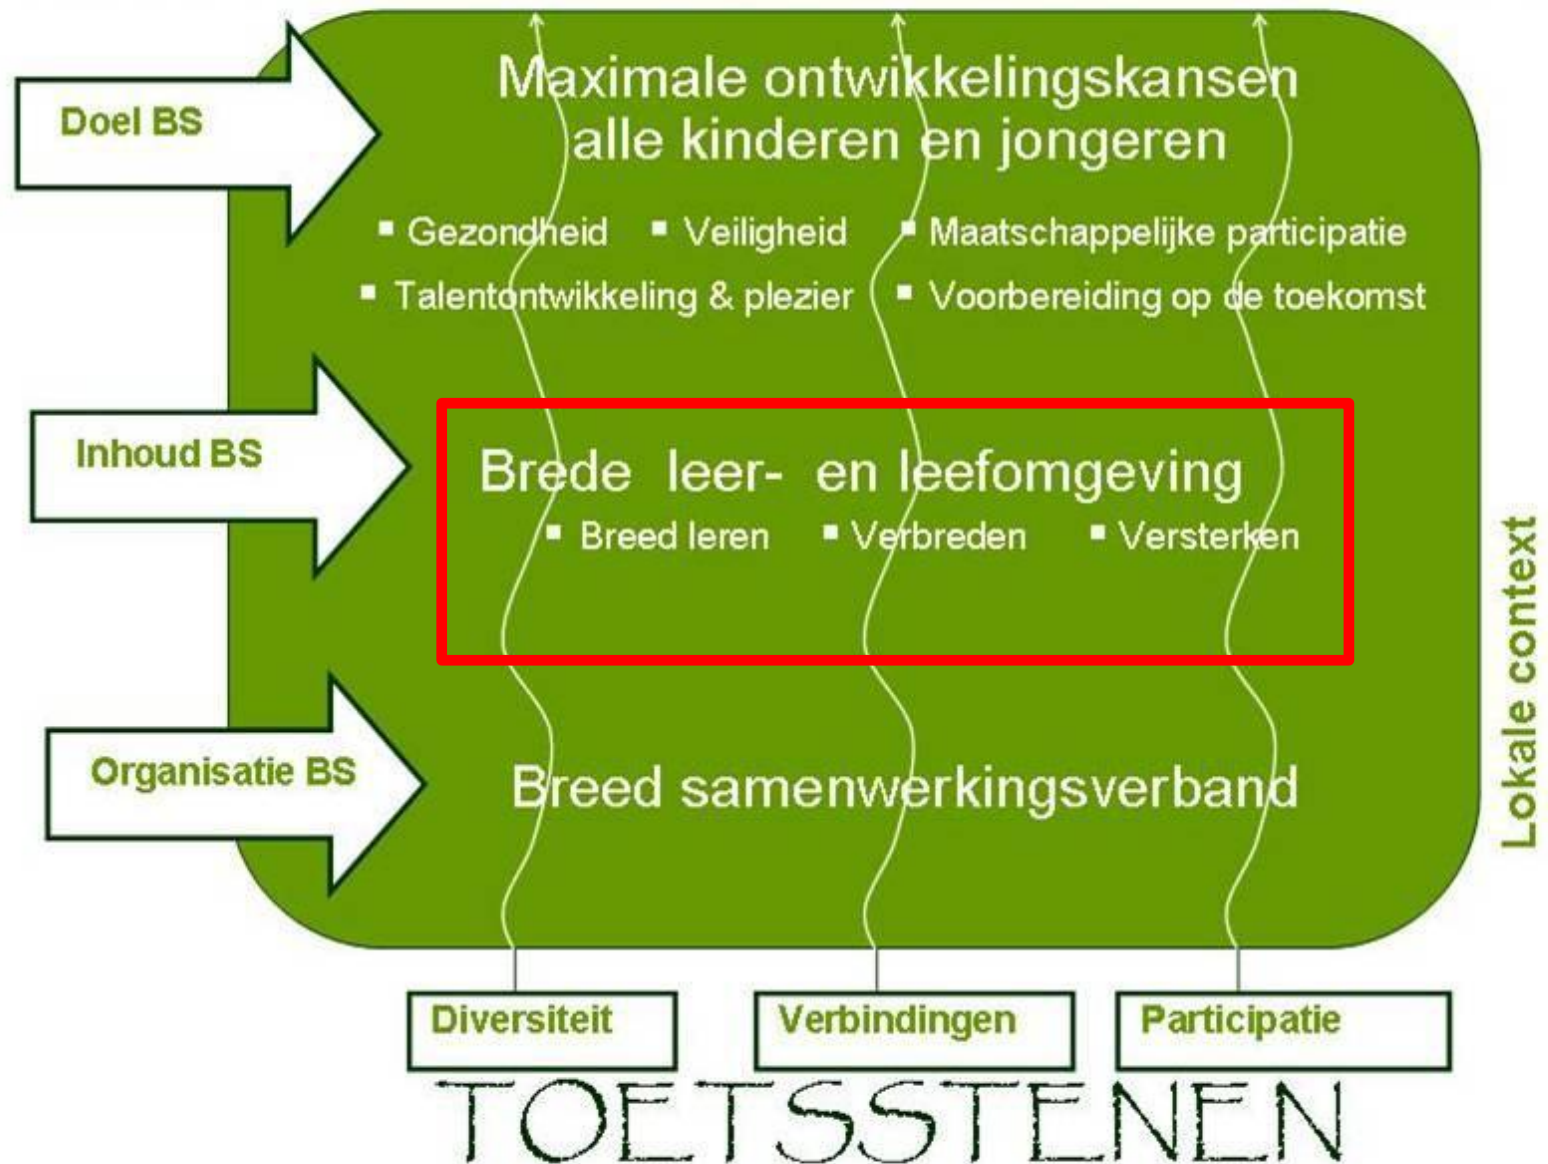 Doel BS
Maximale ontwikkelingskansen
alle kinderen en jongeren
▪ Gezondheid ▪ Veiligheid ▪ Maatschappelijke participatie
▪ Talentontwikkeling & plezier ▪ Voorbereiding op de toekomst
Inhoud BS
Brede leer- en leefomgeving
▪ Breed leren ▪ Verbreden ▪ Versterken
Organisatie BS
Breed samenwerkingsverband
Lokale context
Diversiteit
Verbindingen
Participatie
TOETSSTENEN